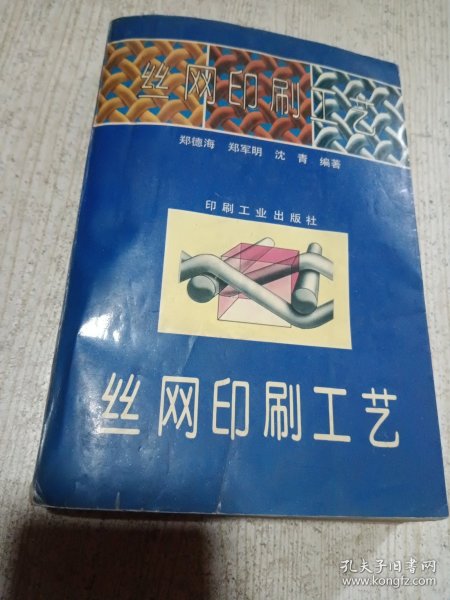 丝网印刷工艺
郑德海 郑军明 沈青 编著
印刷工业出版社
丝网印刷工艺
孔夫子旧书网
www.kongfz.com